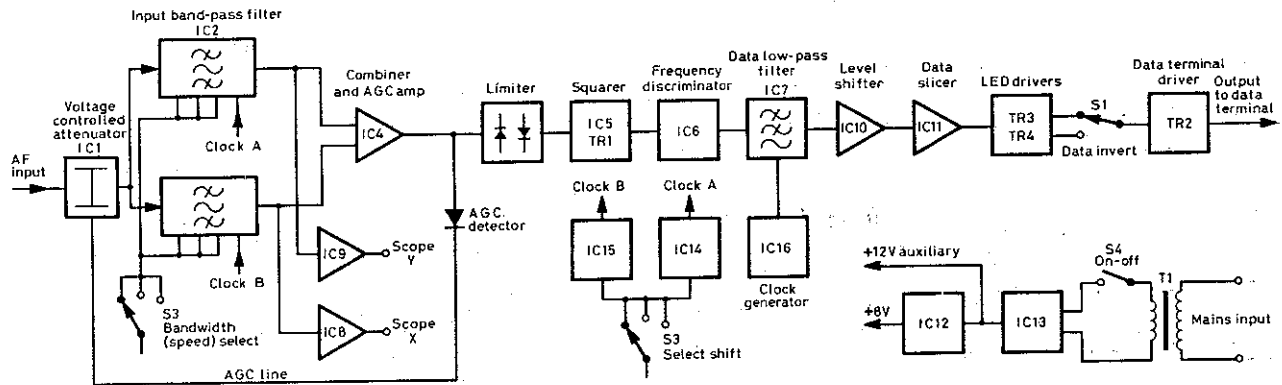 Input band-pass filter
IC2
Voltage
controlled
attenuator
IC1
AF
input
Clock A
Clock B
S3
Bandwidth
(speed) select
AGC line
Combiner
and AGC amp
IC4
IC9
Scope
Y
IC8
Scope
X
AGC.
detector
Límiter
Squarer
IC5
TR1
Frequency
discriminator
IC6
Data low-pass
filter
IC7
Level
shifter
IC10
Data
slicer
IC11
LED drivers
TR3
TR4
S1
Data invert
Data terminal
driver
TR2
Output
to data
terminal
Clock B
Clock A
IC15
IC14
IC16
Clock
generator
S3
Select shift
+12V auxiliary
+8V
IC12
IC13
S4
On-off
T1
Mains input